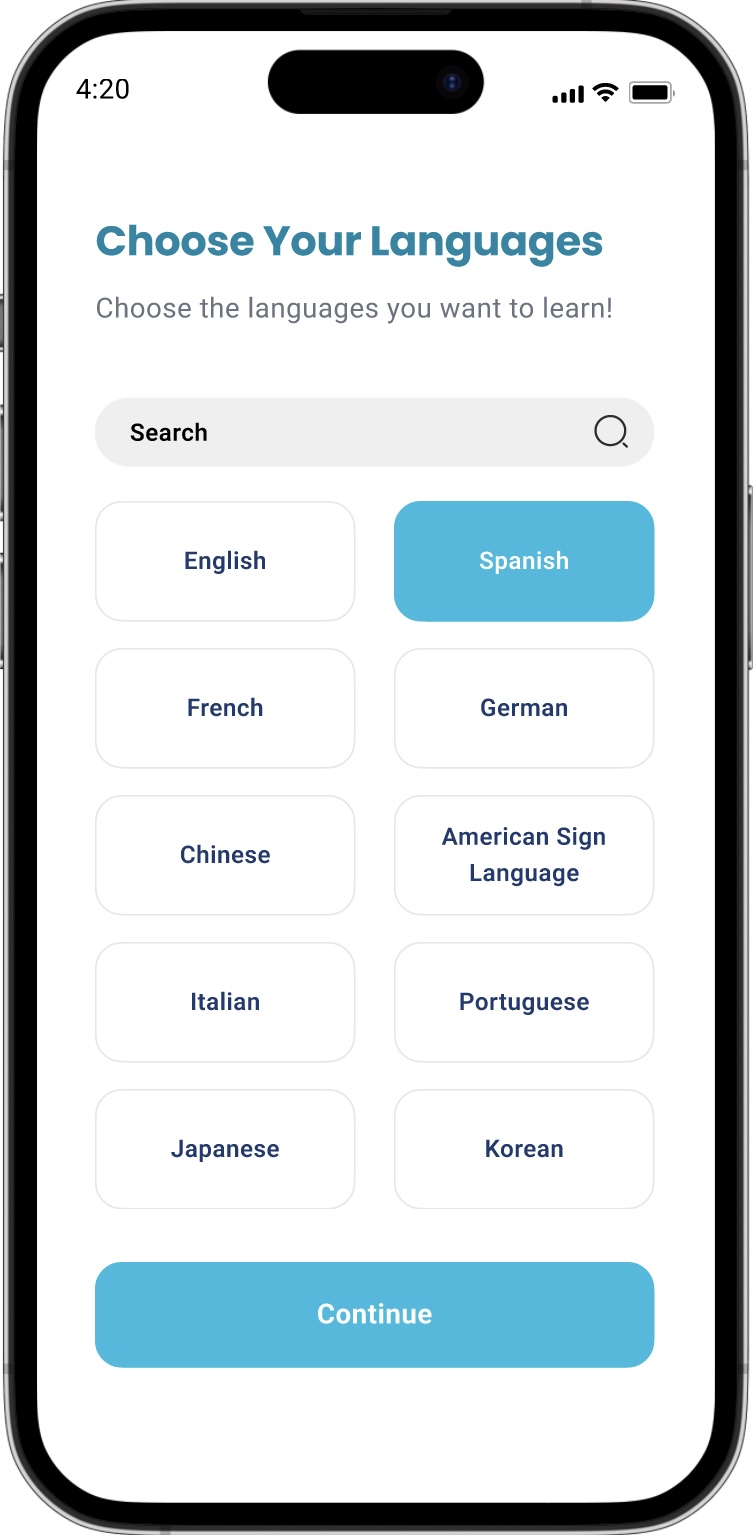 4:20
Choose Your Languages
Choose the languages you want to learn!
Search
English
Spanish
French
German
Chinese
American Sign
Language
Italian
Portuguese
Japanese
Korean
Continue